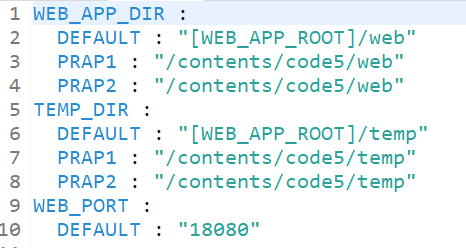 1 WEB_APP_DIR :
2   DEFAULT : "[WEB_APP_ROOT]/web"
3   PRAP1 : "/contents/code5/web"
4   PRAP2 : "/contents/code5/web"
5 TEMP_DIR :
6   DEFAULT : "[WEB_APP_ROOT]/temp"
7   PRAP1 : "/contents/code5/temp"
8   PRAP2 : "/contents/code5/temp"
9 WEB_PORT :
10   DEFAULT : "18080"